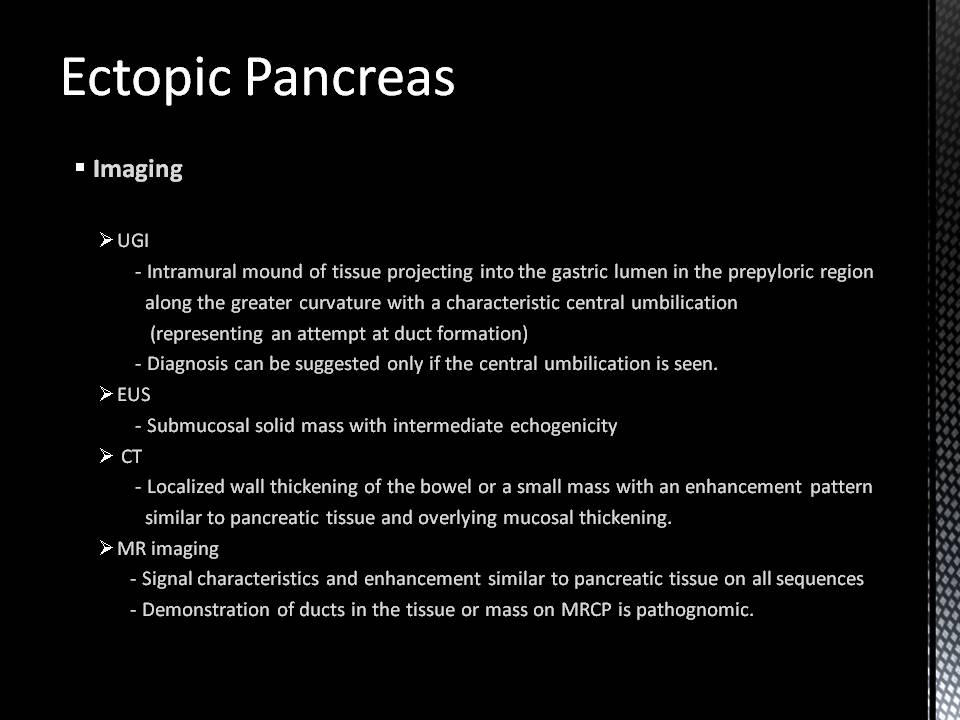 Ectopic Pancreas
▪ Imaging
➢ UGI
- Intramural mound of tissue projecting into the gastric lumen in the prepyloric region
along the greater curvature with a characteristic central umbilication
(representing an attempt at duct formation)
- Diagnosis can be suggested only if the central umbilication is seen.
➢ EUS
- Submucosal solid mass with intermediate echogenicity
➢ CT
- Localized wall thickening of the bowel or a small mass with an enhancement pattern
similar to pancreatic tissue and overlying mucosal thickening.
➢ MR imaging
- Signal characteristics and enhancement similar to pancreatic tissue on all sequences
- Demonstration of ducts in the tissue or mass on MRCP is pathognomic.